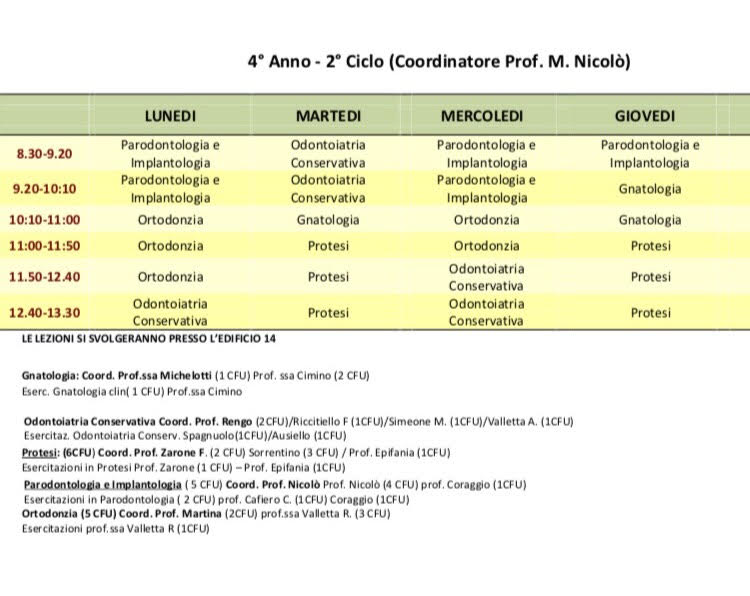 4° Anno - 2° Ciclo (Coordinatore Prof. M. Nicolò)
LUNEDI MARTEDI MERCOLEDI GIOVEDI
8.30-9.20 Parodontologia e Implantologia Odontoiatria Conservativa Parodontologia e Implantologia Parodontologia e Implantologia
9.20-10:10 Parodontologia e Implantologia Odontoiatria Conservativa Parodontologia e Implantologia Gnatologia
10:10-11:00 Ortodonzia Gnatologia Ortodonzia Gnatologia
11:00-11:50 Ortodonzia Protesi Ortodonzia Protesi
11.50-12.40 Ortodonzia Protesi Odontoiatria Conservativa Protesi
12.40-13.30 Odontoiatria Conservativa Protesi Odontoiatria Conservativa Protesi
LE LEZIONI SI SVOLGERANNO PRESSO L'EDIFICIO 14
Gnatologia: Coord. Prof.ssa Michelotti (1 CFU) Prof. ssa Cimino (2 CFU)
Eserc. Gnatologia clin( 1 CFU) Prof.ssa Cimino
Odontoiatria Conservativa Coord. Prof. Rengo (2CFU)/Riccitiello F (1CFU)/Simeone M. (1CFU)/Valletta A. (1CFU)
Esercitaz. Odontoiatria Conserv. Spagnuolo(1CFU)/Ausiello (1CFU)
Protesi: (6CFU) Coord. Prof. Zarone F. (2 CFU) Sorrentino (3 CFU) / Prof. Epifania (1CFU)
Esercitazioni in Protesi Prof. Zarone (1 CFU) – Prof. Epifania (1CFU)
Parodontologia e Implantologia ( 5 CFU) Coord. Prof. Nicolò Prof. Nicolò (4 CFU) prof. Coraggio (1CFU)
Esercitazioni in Parodontologia ( 2 CFU) prof. Cafiero C. (1CFU) Coraggio (1CFU)
Ortodonzia (5 CFU) Coord. Prof. Martina (2CFU) prof.ssa Valletta R. (3 CFU)
Esercitazioni prof.ssa Valletta R (1CFU)